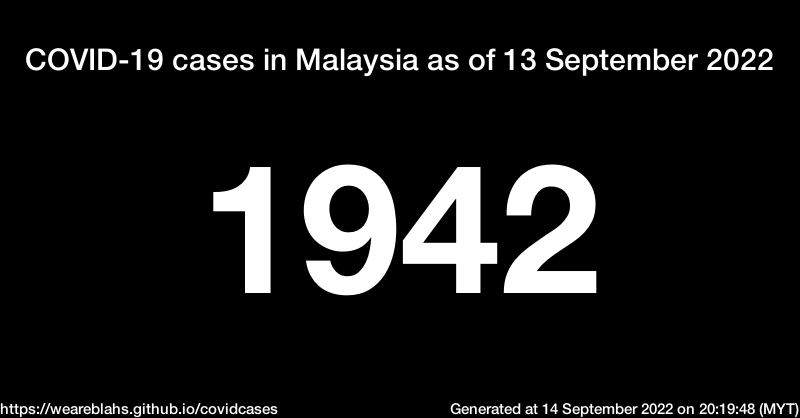 COVID-19 cases in Malaysia as of 13 September 2022
1942
https://weareblahs.github.io/covidcases
Generated at 14 September 2022 on 20:19:48 (MYT)